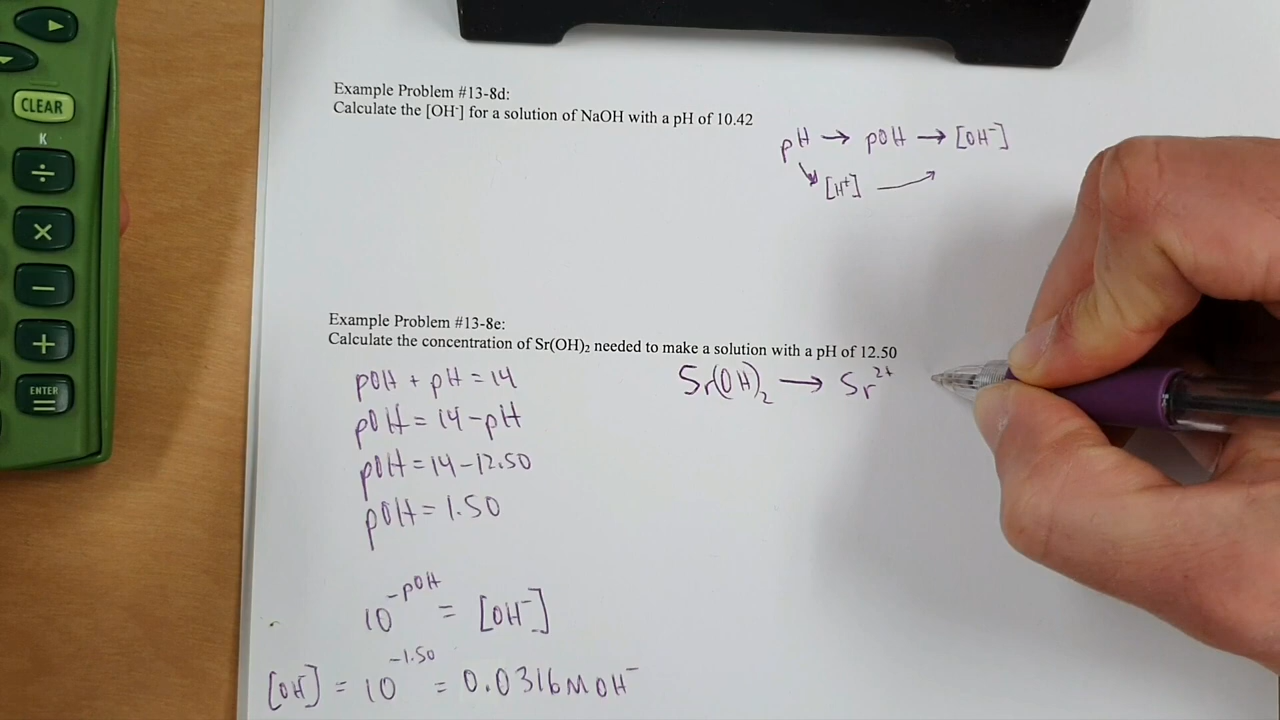 CLEAR
K
÷
×
−
+
ENTER
=
Example Problem #13-8d:
Calculate the [OH⁻] for a solution of NaOH with a pH of 10.42
pH → pOH → [OH⁻]
↘ [H⁺] → 
Example Problem #13-8e:
Calculate the concentration of Sr(OH)₂ needed to make a solution with a pH of 12.50
pOH + pH = 14
pOH = 14 - pH
pOH = 14 - 12.50
pOH = 1.50
Sr(OH)₂ → Sr²⁺
10^-pOH = [OH⁻]
[OH⁻] = 10^-1.50 = 0.0316 M OH⁻